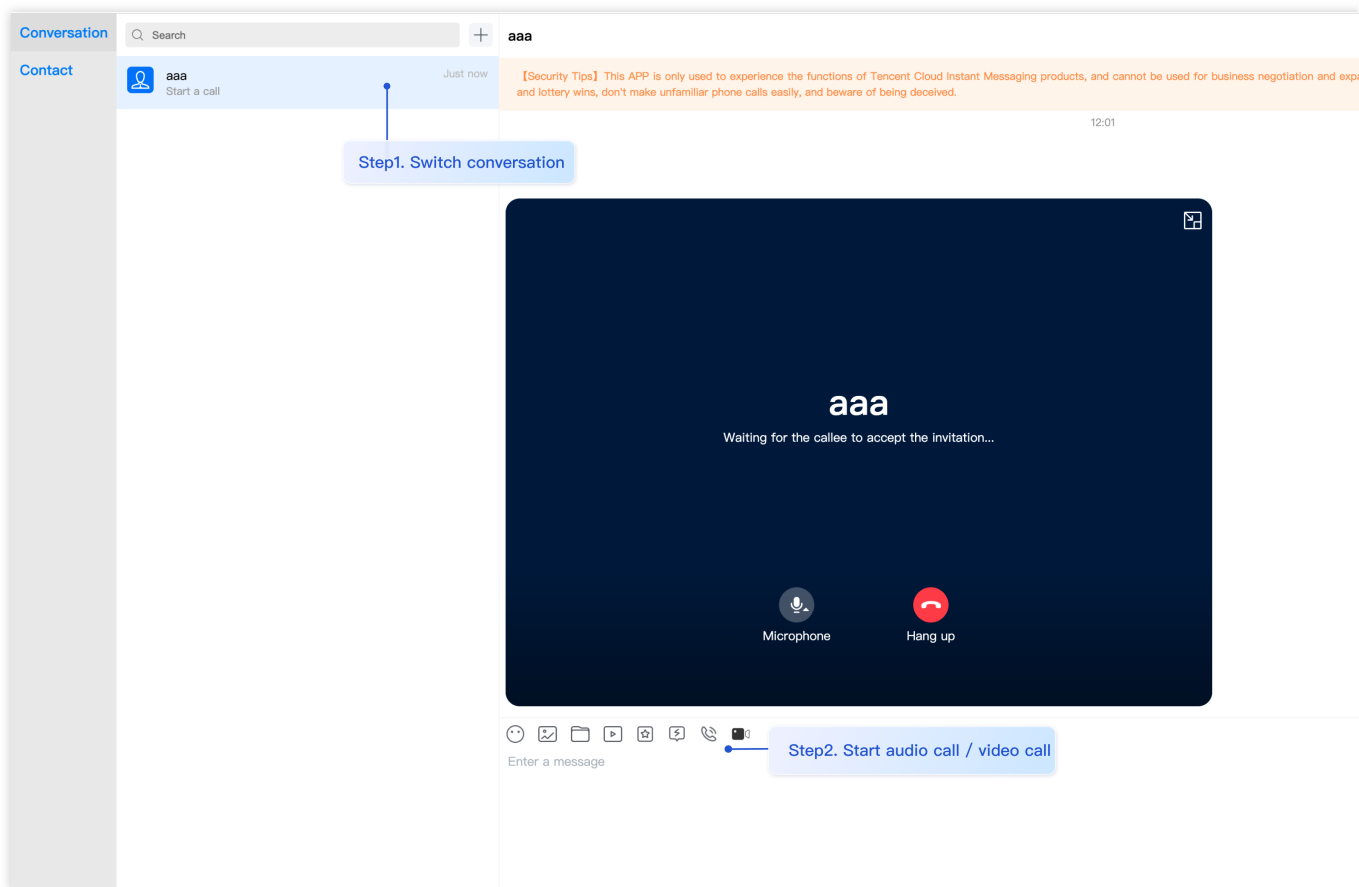 Conversation
Contact
Search
aaa
Just now
Start a call
Step1. Switch conversation
aaa
【Security Tips】This APP is only used to experience the functions of Tencent Cloud Instant Messaging products, and cannot be used for business negotiation and
and lottery wins, don't make unfamiliar phone calls easily, and beware of being deceived.
12:01
aaa
Waiting for the callee to accept the invitation...
Microphone
Hang up
Step2. Start audio call / video call
Enter a message